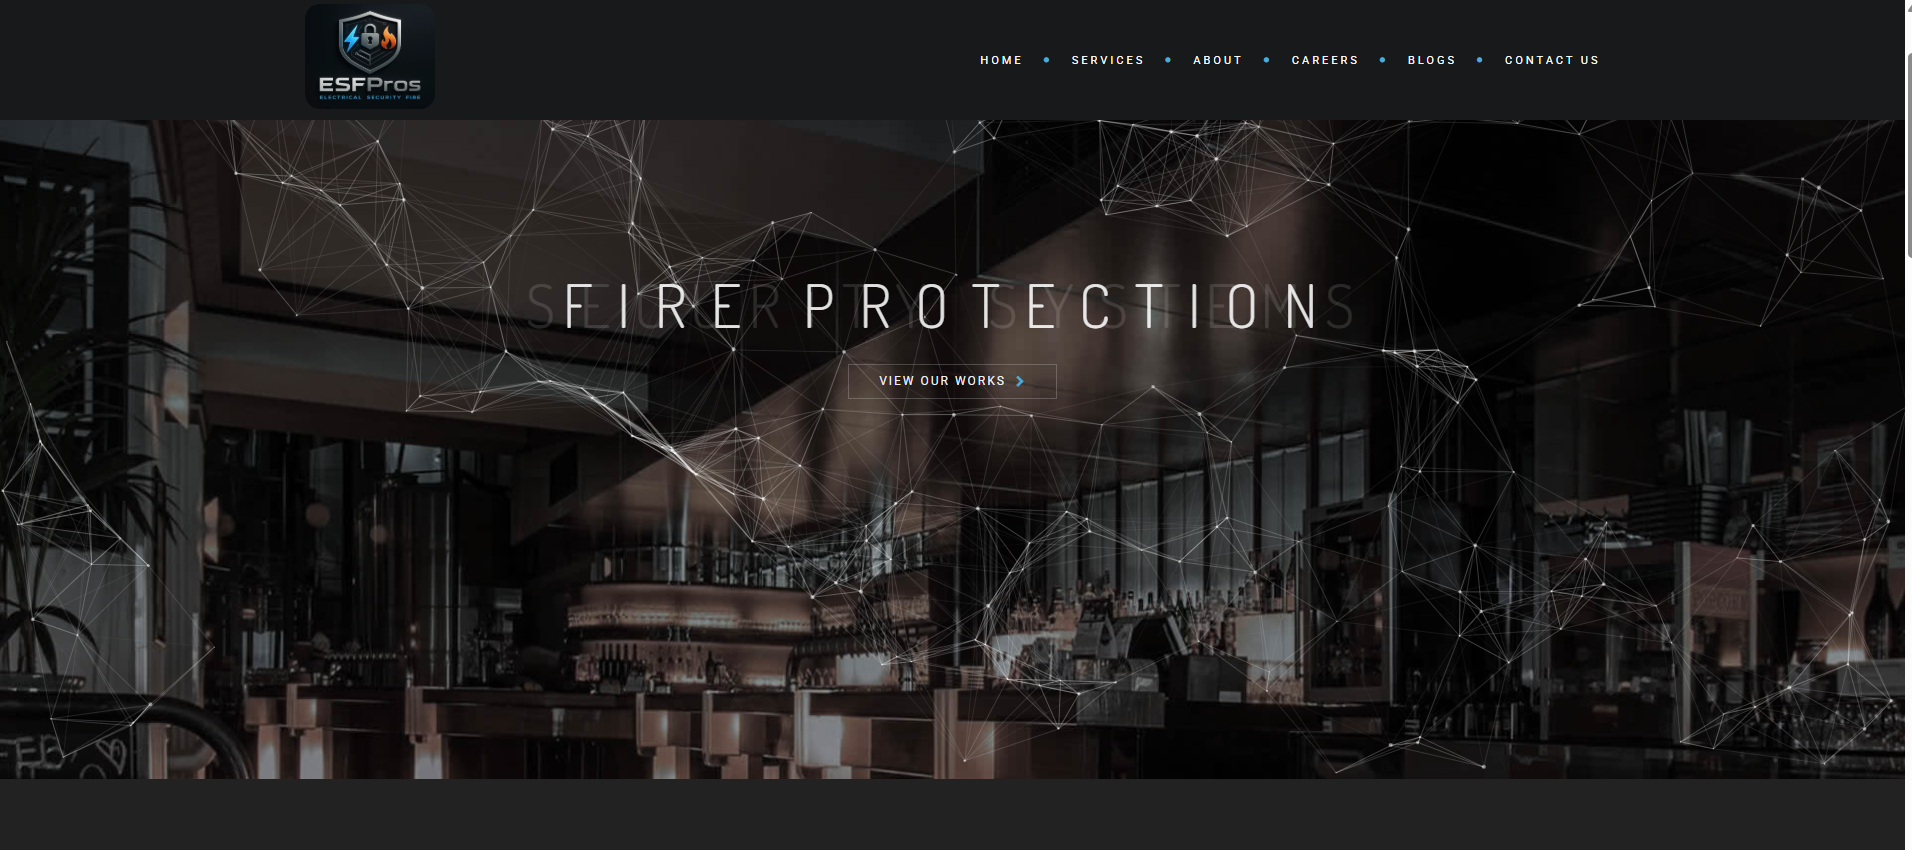 ESFPros
ELECTRICAL SECURITY FIRE
HOME
SERVICES
ABOUT
CAREERS
BLOGS
CONTACT US
SECURITY SYSTEMS
FIRE PROTECTION
VIEW OUR WORKS